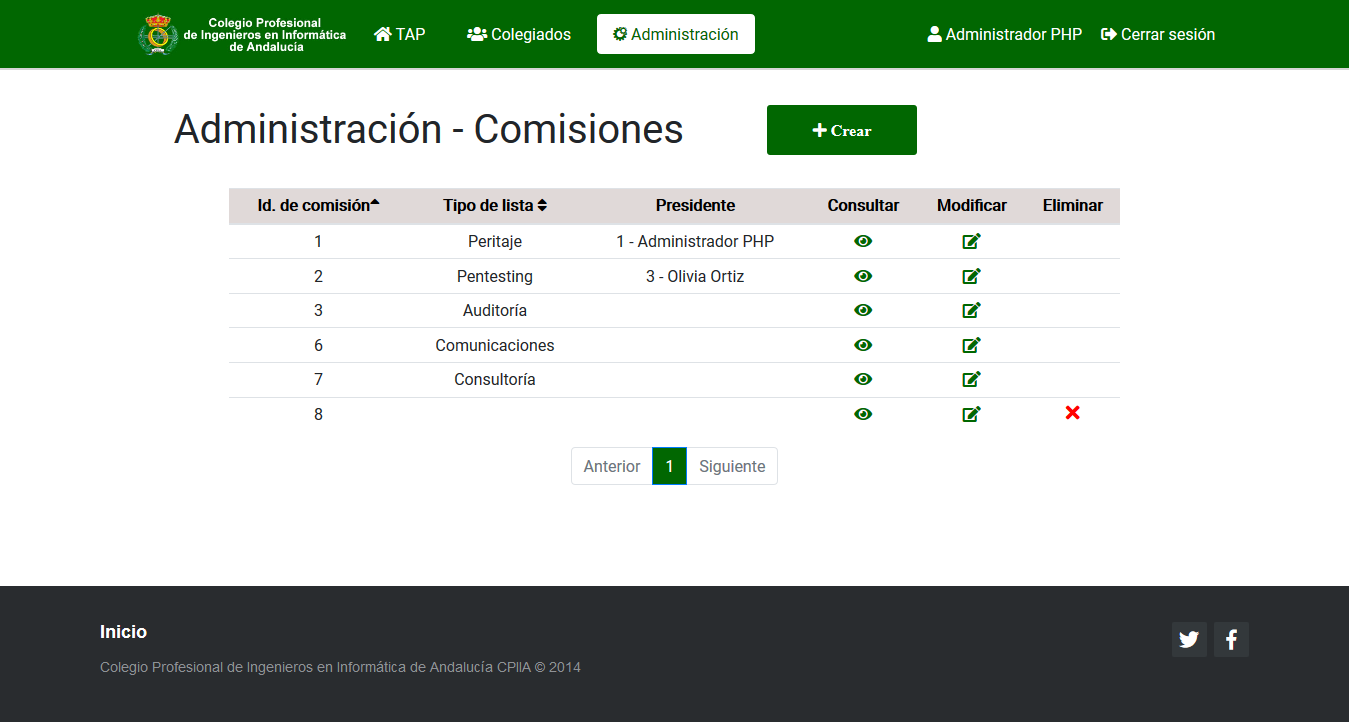 Colegio Profesional
de Ingenieros en Informática
de Andalucía
TAP
Colegiados
Administración
Administrador PHP
Cerrar sesión
Administración - Comisiones
Crear
Id. de comisión Tipo de lista Presidente Consultar Modificar Eliminar
1 Peritaje 1 - Administrador PHP
2 Pentesting 3 - Olivia Ortiz
3 Auditoría
6 Comunicaciones
7 Consultoría
8
Anterior 1 Siguiente
Inicio
Colegio Profesional de Ingenieros en Informática de Andalucía CPIIA © 2014